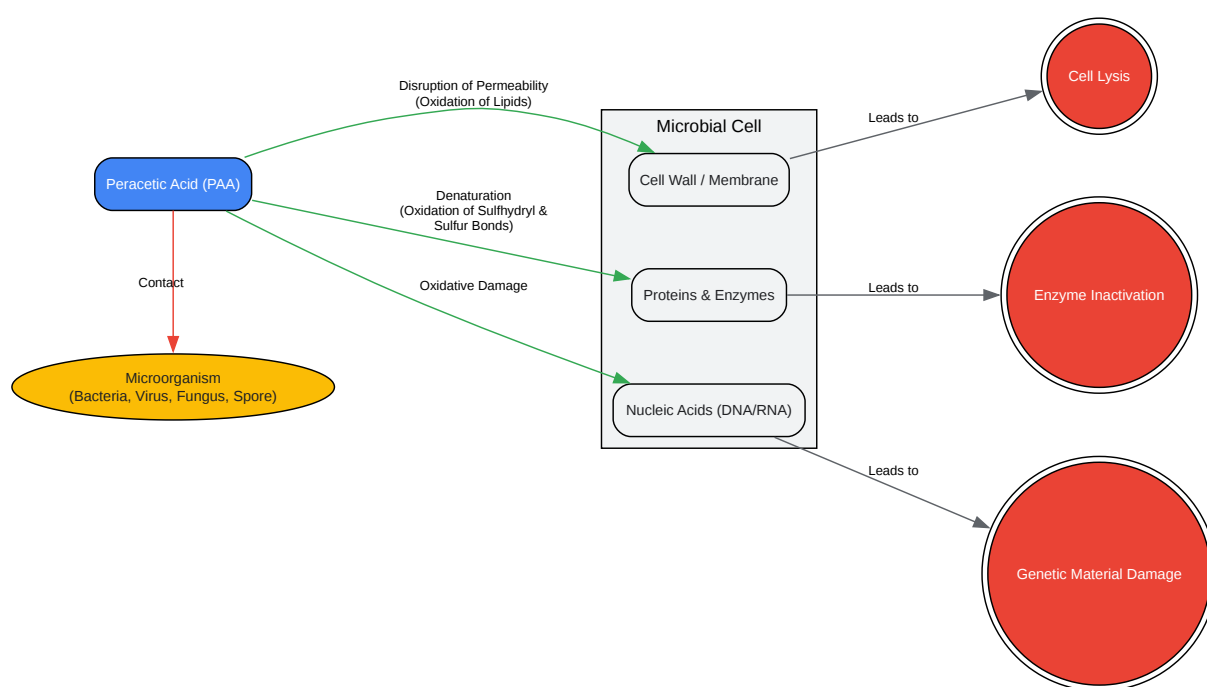 Disruption of Permeability
(Oxidation of Lipids)
Peracetic Acid (PAA)
Denaturation
(Oxidation of Sulfhydryl &
Sulfur Bonds)
Oxidative Damage
Contact
Microorganism
(Bacteria, Virus, Fungus, Spore)
Microbial Cell
Cell Wall / Membrane
Proteins & Enzymes
Nucleic Acids (DNA/RNA)
Leads to
Leads to
Leads to
Cell Lysis
Enzyme Inactivation
Genetic Material Damage